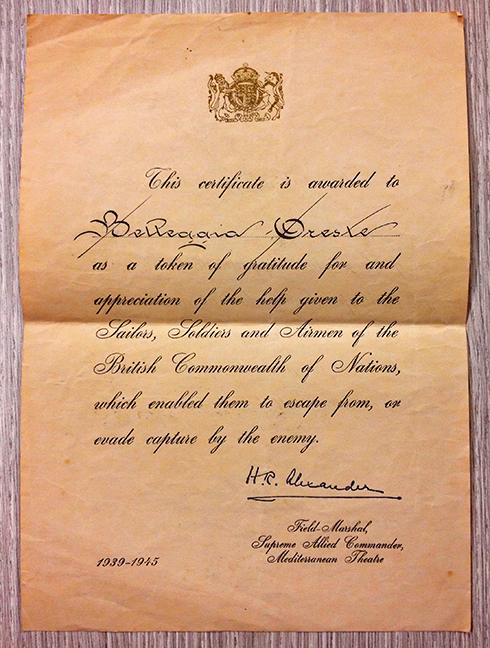 This certificate is awarded to
Belleggia Oreste
as a token of gratitude for and
appreciation of the help given to the
Sailors, Soldiers and Airmen of the
British Commonwealth of Nations,
which enabled them to escape from, or
evade capture by the enemy.
H.R. Alexander
Field-Marshal,
Supreme Allied Commander,
Mediterranean Theatre
1939-1945